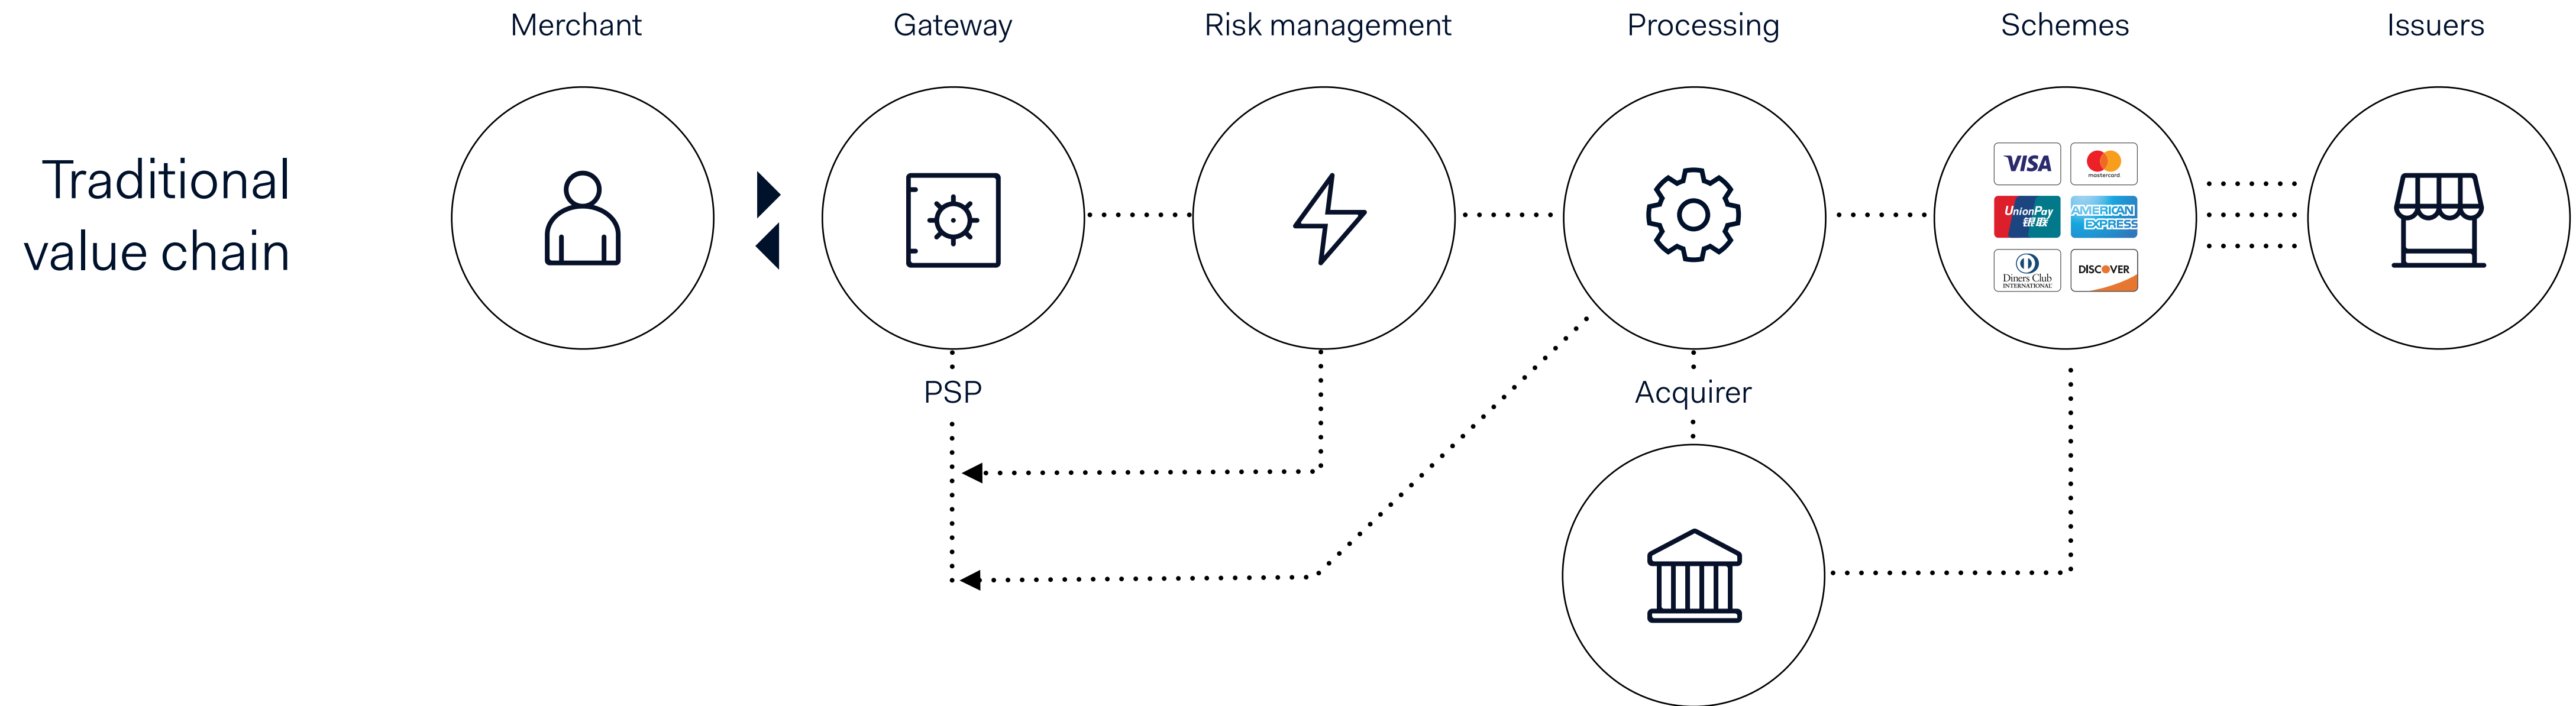 Merchant
Gateway
Risk management
Processing
Schemes
Issuers
Traditional
value chain
VISA
mastercard
UnionPay
银联
AMERICAN
EXPRESS
Diners Club
INTERNATIONAL
DISCOVER
PSP
Acquirer